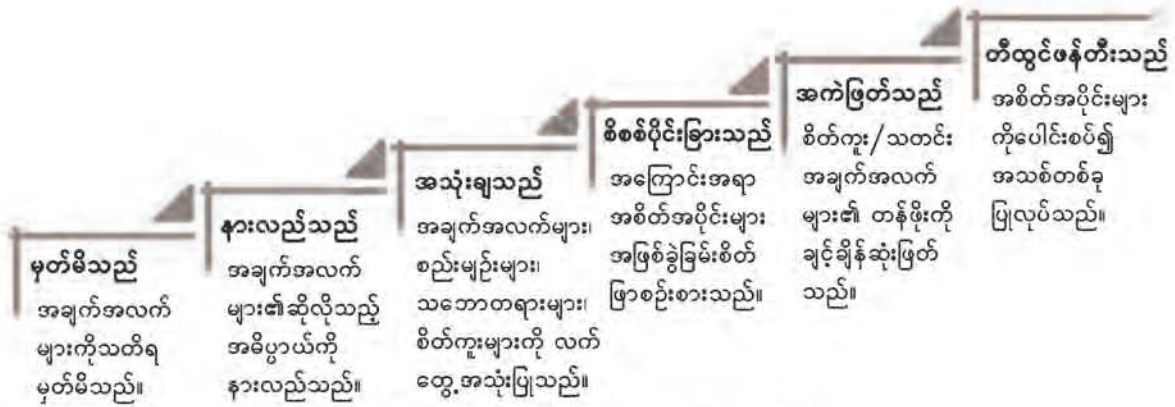 မှတ်မိသည်
အချက်အလက်
များကိုသတိရ
မှတ်မိသည်။
နားလည်သည်
အချက်အလက်
များ၏ဆိုလိုသည့်
အဓိပ္ပာယ်ကို
နားလည်သည်။
အသုံးချသည်
အချက်အလက်များ၊
စည်းမျဉ်းများ၊
သဘောတရားများ၊
စိတ်ကူးများကို လက်
တွေ့အသုံးပြုသည်။
စိစစ်ပိုင်းခြားသည်
အကြောင်းအရာ
အစိတ်အပိုင်းများ
အဖြစ်ခွဲခြမ်းစိတ်
ဖြာစဉ်းစားသည်။
အကဲဖြတ်သည်
စိတ်ကူး/သတင်း
အချက်အလက်
များ၏ တန်ဖိုးကို
ချင့်ချိန်ဆုံးဖြတ်
သည်။
တီထွင်ဖန်တီးသည်
အစိတ်အပိုင်းများ
ကိုပေါင်းစပ်၍
အသစ်တစ်ခု
ပြုလုပ်သည်။